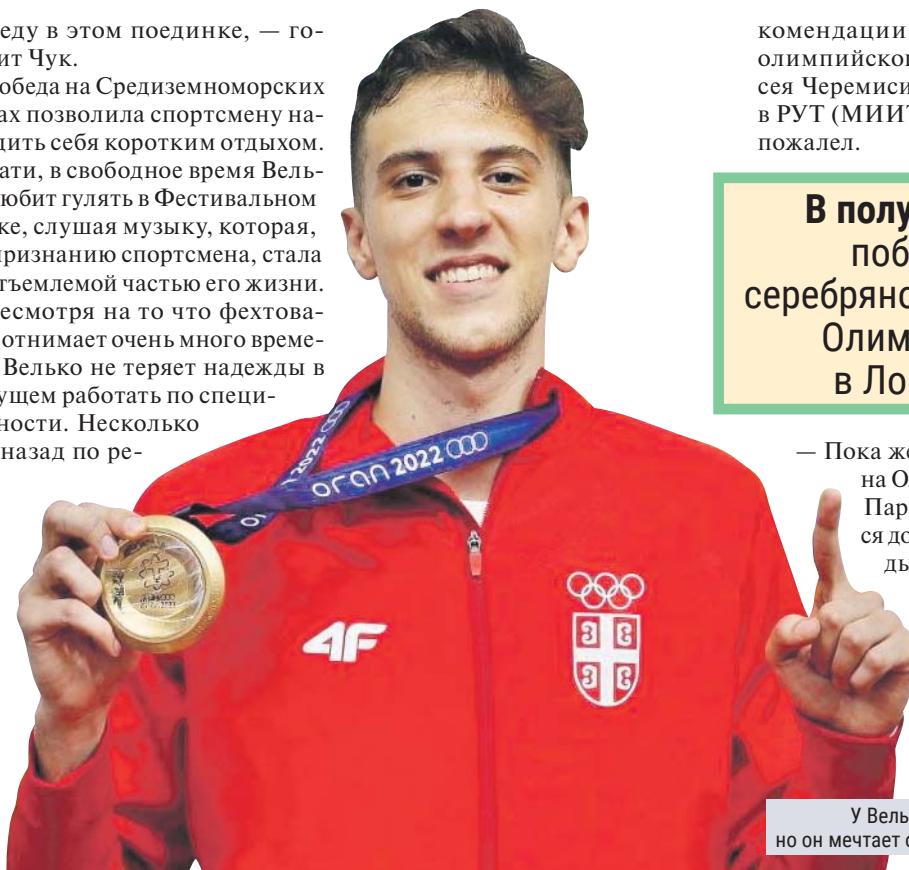 еду в этом поединке, — го-
ит Чук.
обеда на Средиземноморских
ах позволила спортсмену на-
дить себя коротким отдыхом.
ати, в свободное время Вель-
юбит гулять в Фестивальном
ке, слушая музыку, которая,
ризнанию спортсмена, стала
тъемлемой частью его жизни.
есмотря на то что фехтова-
отнимает очень много време-
Велько не теряет надежды в
ущем работать по специ-
ности. Несколько
назад по ре-
комендации
олимпийског
сея Черемиси
в РУТ (МИИТ
пожалел.
В полу
поб
серебряно
Олим
в Ло
— Пока же
на О
Пар
ся до
ды
2022
oran 2022
4F
У Вель
но он мечтает о